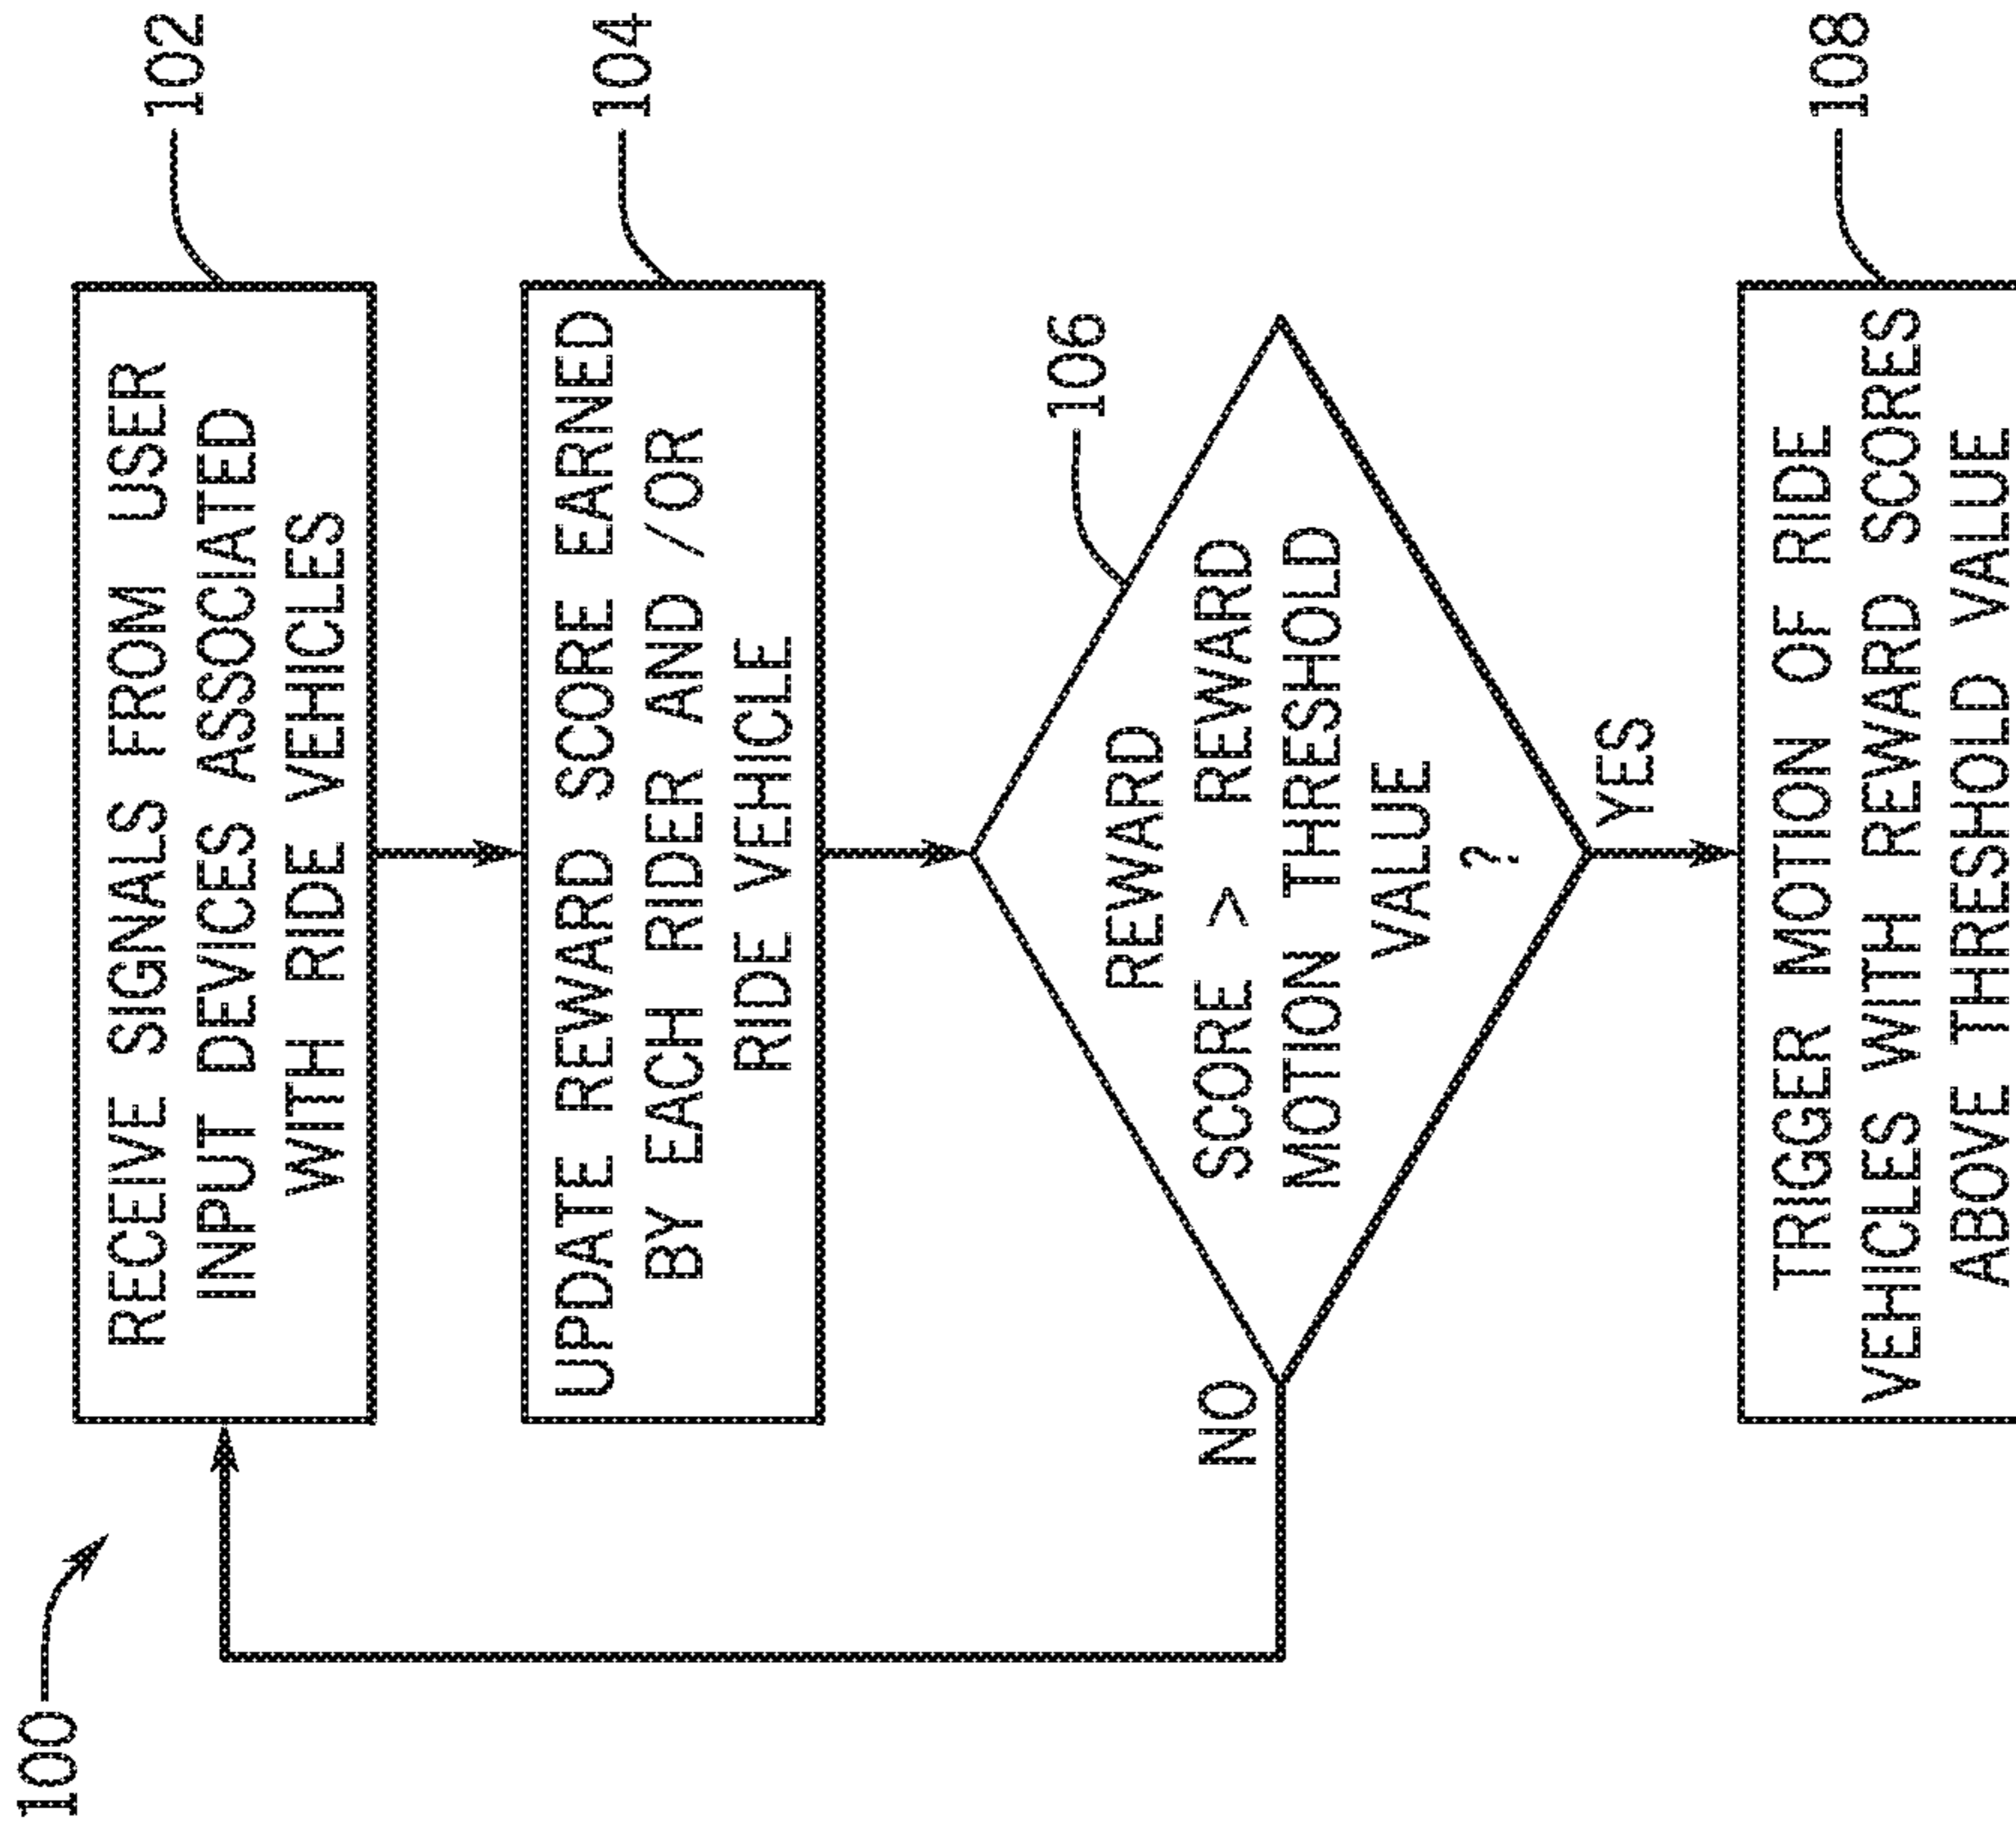 100
RECEIVE SIGNALS FROM USER
INPUT DEVICES ASSOCIATED
WITH RIDE VEHICLES
102
UPDATE REWARD SCORE EARNED
BY EACH RIDER AND /OR
RIDE VEHICLE
104
REWARD
SCORE > REWARD
MOTION THRESHOLD
VALUE
?
106
NO
YES
TRIGGER MOTION OF RIDE
VEHICLES WITH REWARD SCORES
ABOVE THRESHOLD VALUE
108